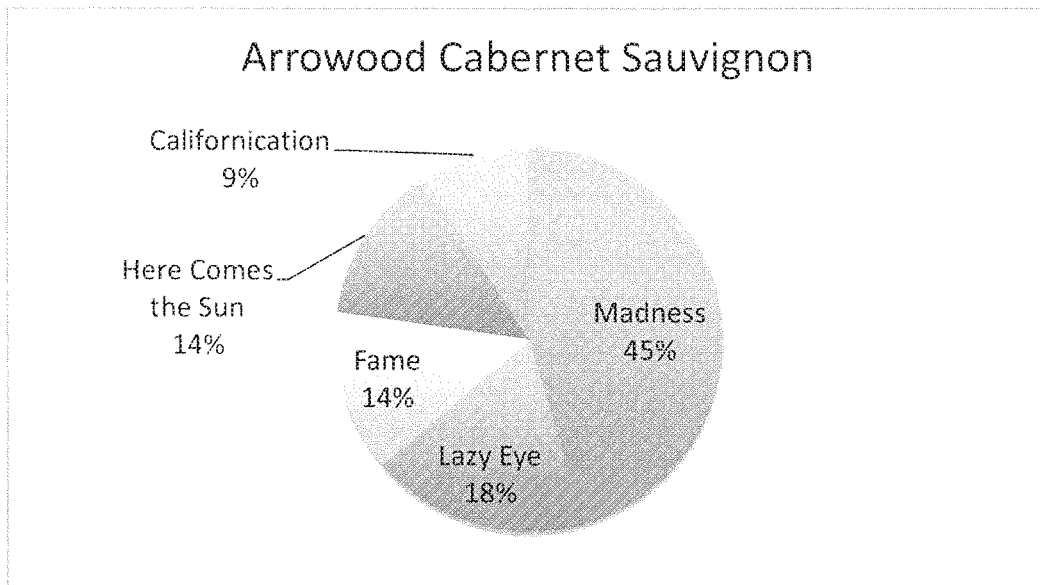 Arrowood Cabernet Sauvignon
Californication
9%
Here Comes
the Sun
14%
Madness
45%
Fame
14%
Lazy Eye
18%